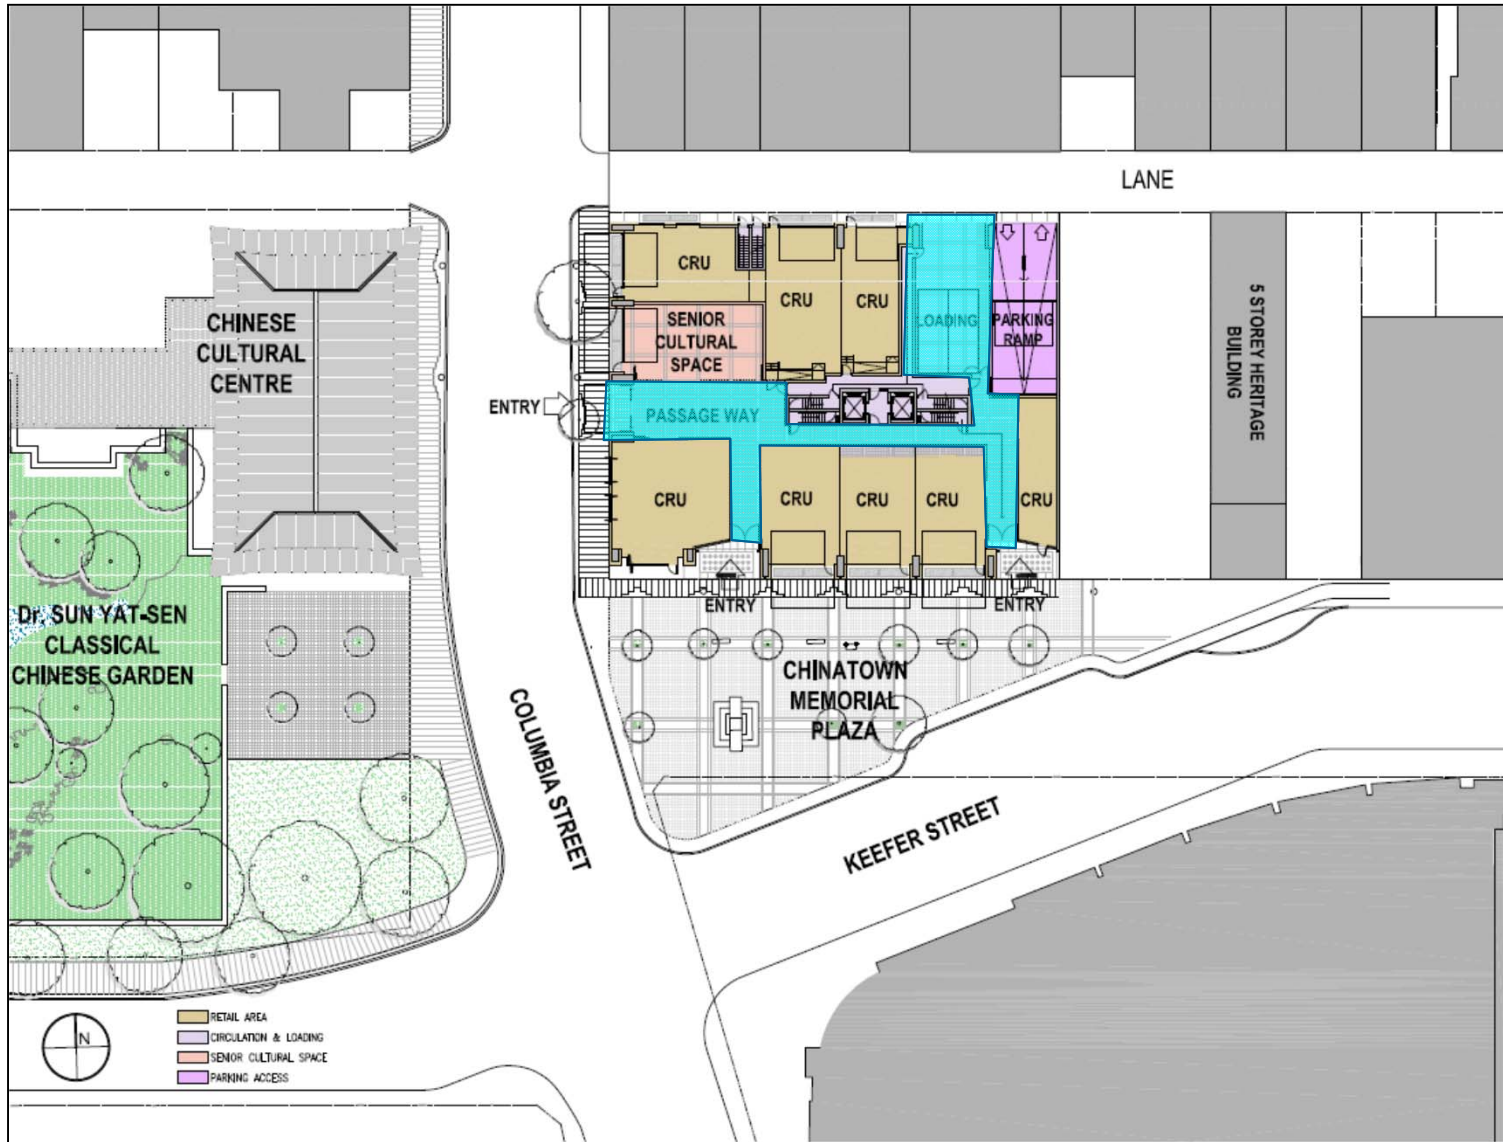 LANE
CRU
CRU
CRU
SENIOR
CULTURAL
SPACE
LOADING
PARKING
RAMP
5 STOREY HERITAGE
BUILDING
CHINESE
CULTURAL
CENTRE
ENTRY
PASSAGE WAY
CRU
CRU
CRU
CRU
CRU
ENTRY
ENTRY
Dr. SUN YAT-SEN
CLASSICAL
CHINESE GARDEN
CHINATOWN
MEMORIAL
PLAZA
COLUMBIA STREET
KEEFER STREET
N
RETAIL AREA
CIRCULATION & LOADING
SENIOR CULTURAL SPACE
PARKING ACCESS